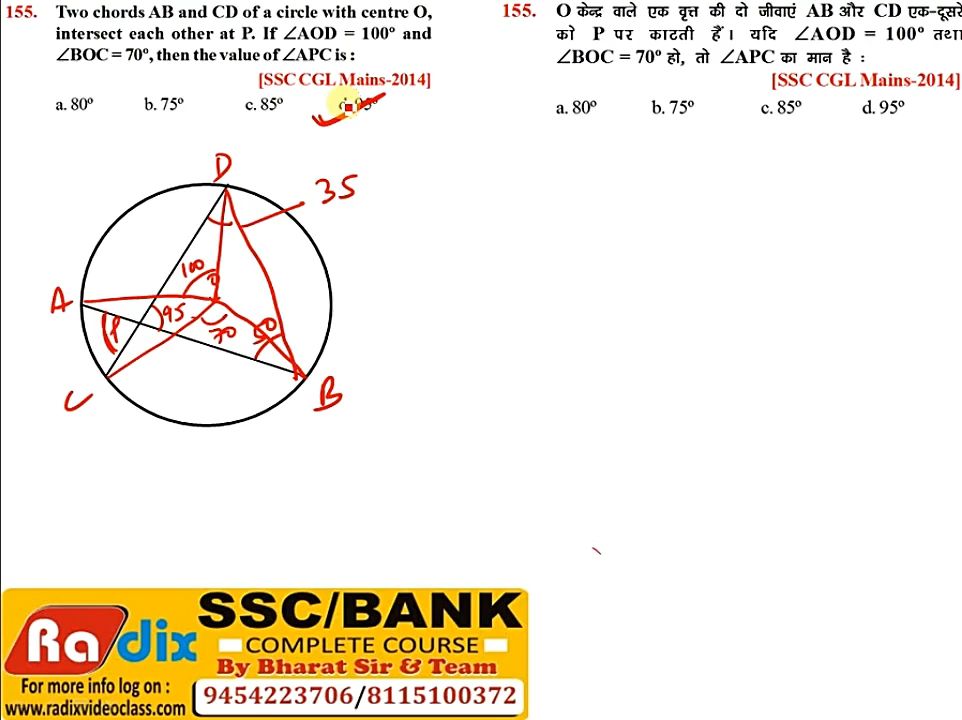 155. Two chords AB and CD of a circle with centre O,
intersect each other at P. If ∠AOD = 100° and
∠BOC = 70°, then the value of ∠APC is :
[SSC CGL Mains-2014]
a. 80° b. 75° c. 85° d. 95°
155. O केन्द्र वाले एक वृत्त की दो जीवाएं AB और CD एक-दूसरे
को P पर काटती हैं। यदि ∠AOD = 100° तथा
∠BOC = 70° हो, तो ∠APC का मान है :
[SSC CGL Mains-2014]
a. 80° b. 75° c. 85° d. 95°
D
35
100
A
P
95
70
50
C
B
Radix
SSC/BANK
COMPLETE COURSE
By Bharat Sir & Team
For more info log on :
www.radixvideoclass.com
9454223706/8115100372